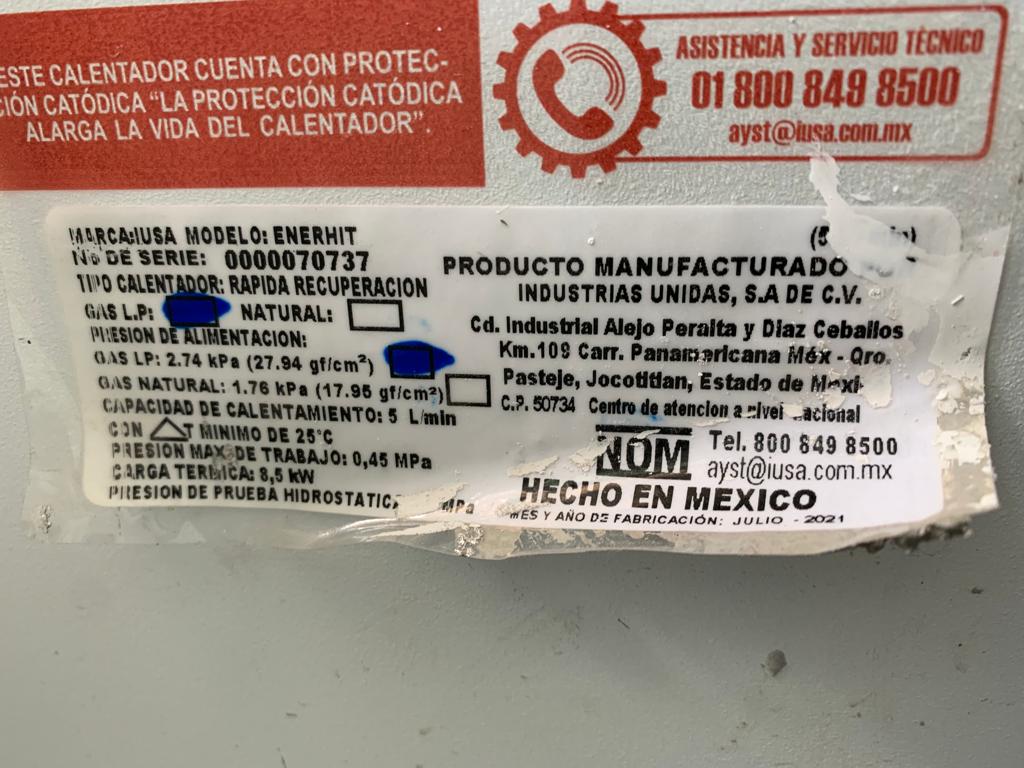 ESTE CALENTADOR CUENTA CON PROTEC-
CIÓN CATÓDICA "LA PROTECCIÓN CATÓDICA
ALARGA LA VIDA DEL CALENTADOR".
ASISTENCIA Y SERVICIO TÉCNICO
01 800 849 8500
ayst@iusa.com.mx
MARCA:IUSA MODELO: ENERHIT
No DE SERIE: 0000070737
TIPO CALENTADOR: RAPIDA RECUPERACION
GAS L.P: NATURAL:
PRESION DE ALIMENTACION:
GAS LP: 2.74 kPa (27.94 gf/cm²)
GAS NATURAL: 1.76 kPa (17.95 gf/cm²)
CAPACIDAD DE CALENTAMIENTO: 5 L/min
CON △T MINIMO DE 25°C
PRESION MAX. DE TRABAJO: 0,45 MPa
CARGA TERMICA: 8,5 kW
PRESION DE PRUEBA HIDROSTATICA MPa
PRODUCTO MANUFACTURADO
INDUSTRIAS UNIDAS, S.A DE C.V.
Cd. Industrial Alejo Peralta y Diaz Ceballos
Km.109 Carr. Panamericana Méx - Qro.
Pasteje, Jocotitlan, Estado de Mexi
C.P. 50734 Centro de atencion a nivel nacional
NOM Tel. 800 849 8500
ayst@iusa.com.mx
HECHO EN MEXICO
MES Y AÑO DE FABRICACIÓN: JULIO - 2021